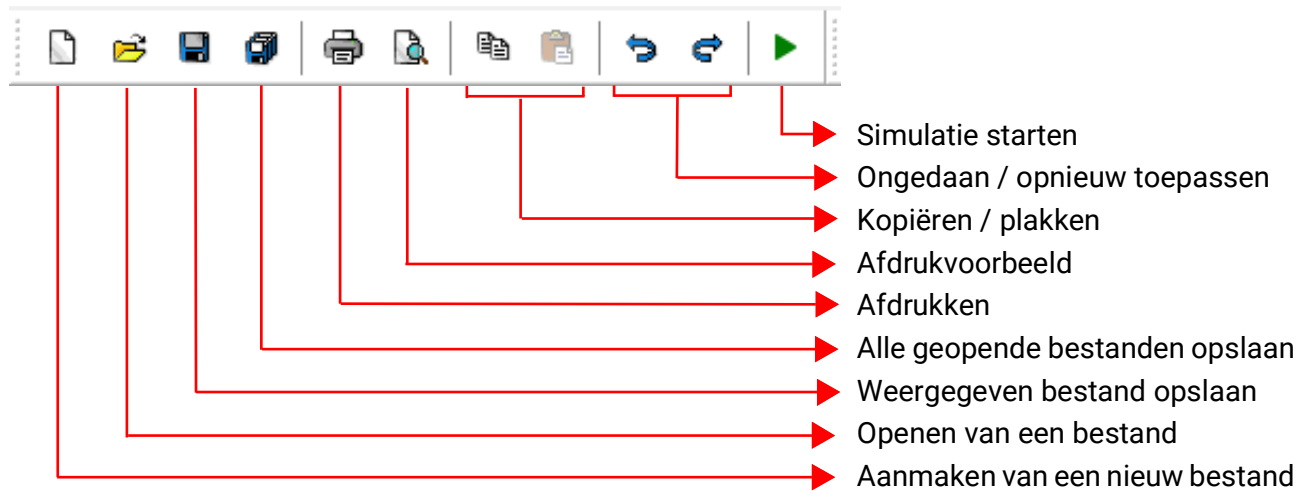 Simulatie starten
Ongedaan / opnieuw toepassen
Kopiëren / plakken
Afdrukvoorbeeld
Afdrukken
Alle geopende bestanden opslaan
Weergegeven bestand opslaan
Openen van een bestand
Aanmaken van een nieuw bestand